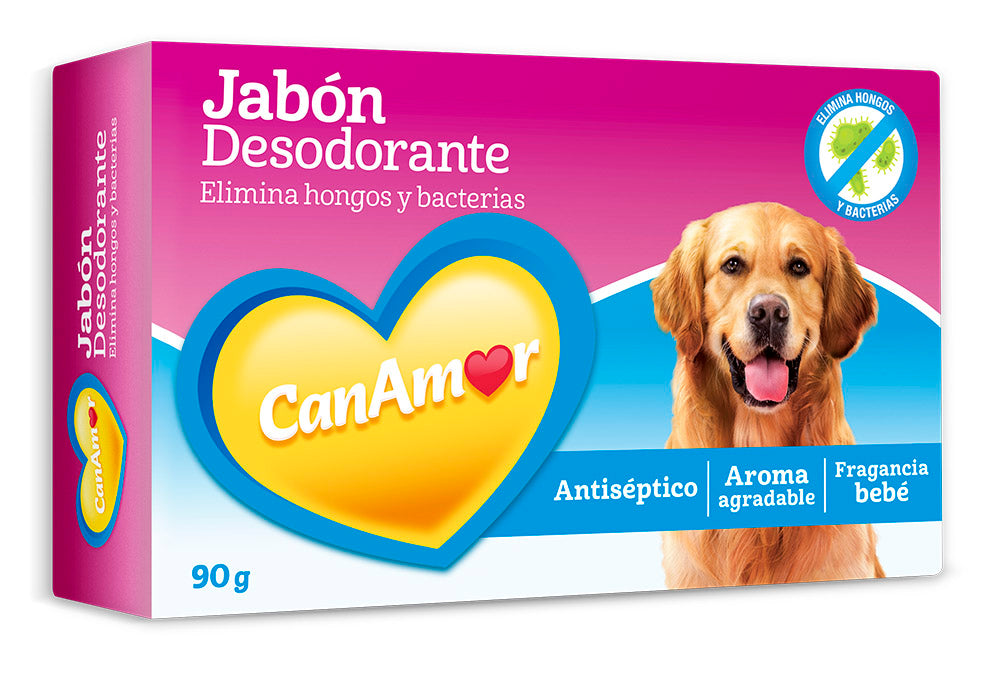 Jabón
Desodorante
Elimina hongos y bacterias
ELIMINA HONGOS
Y BACTERIAS
CanAmor
Antiséptico
Aroma
agradable
Fragancia
bebé
90 g
Jabón
Desodorante
Elimina hongos y bacterias
CanAmor